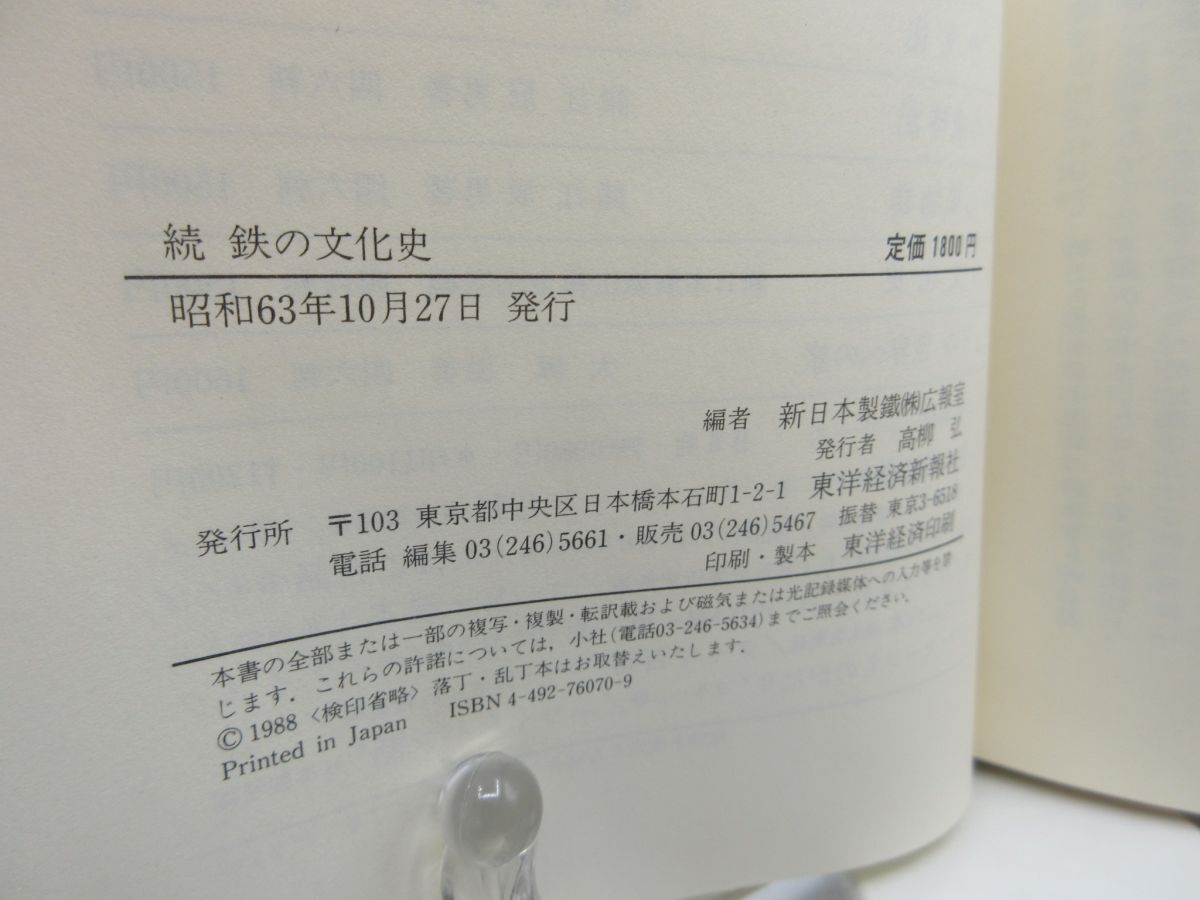 続 鉄の文化史
定価1800円
昭和63年10月27日 発行
編者 新日本製鐵㈱広報室
発行者 高柳 弘
発行所 〒103 東京都中央区日本橋本石町1-2-1 東洋経済新報社
電話 編集03(246)5661・販売03(246)5467 振替 東京3-6518
印刷・製本 東洋経済印刷
本書の全部または一部の複写・複製・転訳載および磁気または光記録媒体への入力等を禁
じます．これらの許諾については，小社(電話03-246-5634)までご照会ください．
©1988〈検印省略〉落丁・乱丁本はお取替えいたします．
Printed in Japan ISBN 4-492-76070-9